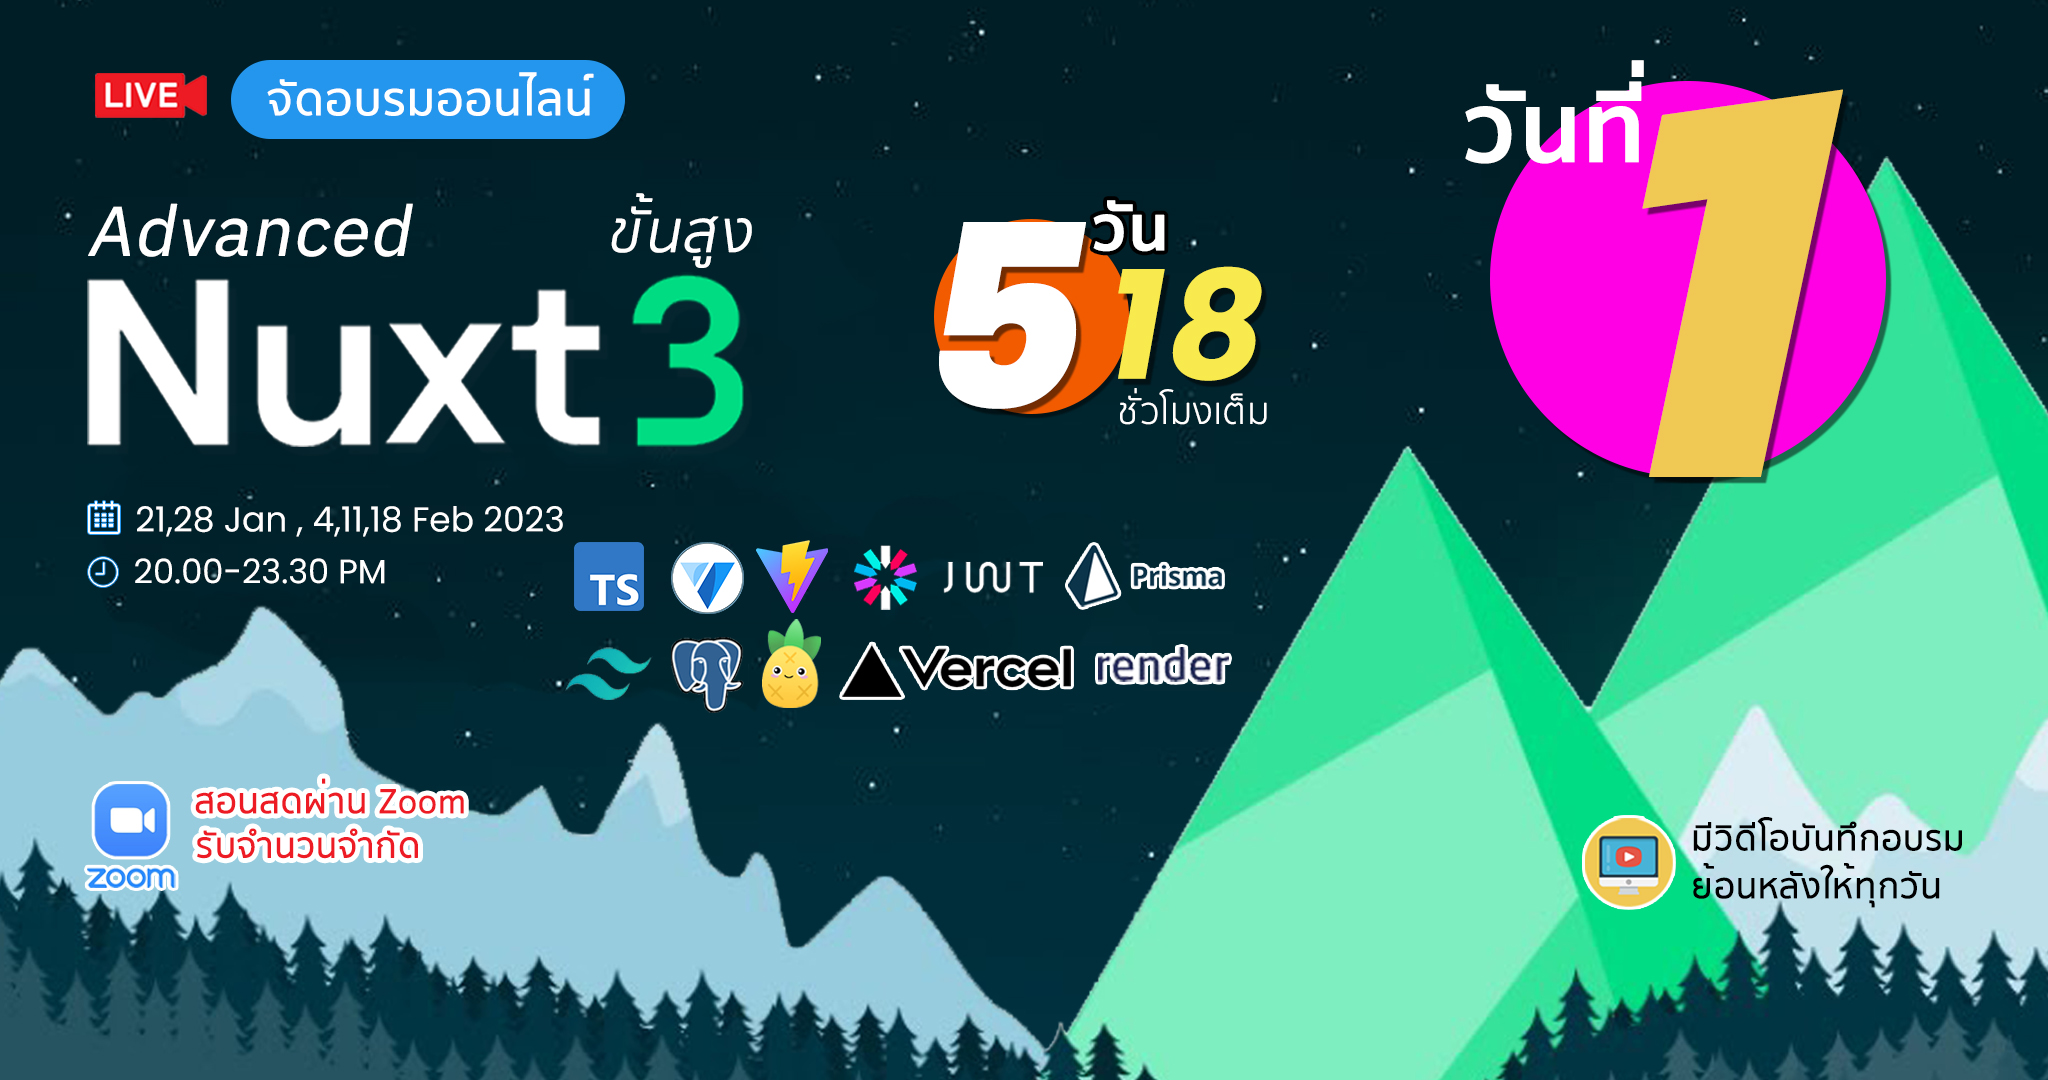 LIVE
จัดอบรมออนไลน์
Advanced ขั้นสูง
Nuxt 3
5 วัน
18
ชั่วโมงเต็ม
วันที่ 1
21,28 Jan , 4,11,18 Feb 2023
20.00-23.30 PM
TS
JWT
Prisma
Vercel
render
zoom
สอนสดผ่าน Zoom
รับจำนวนจำกัด
มีวิดีโอบันทึกอบรม
ย้อนหลังให้ทุกวัน